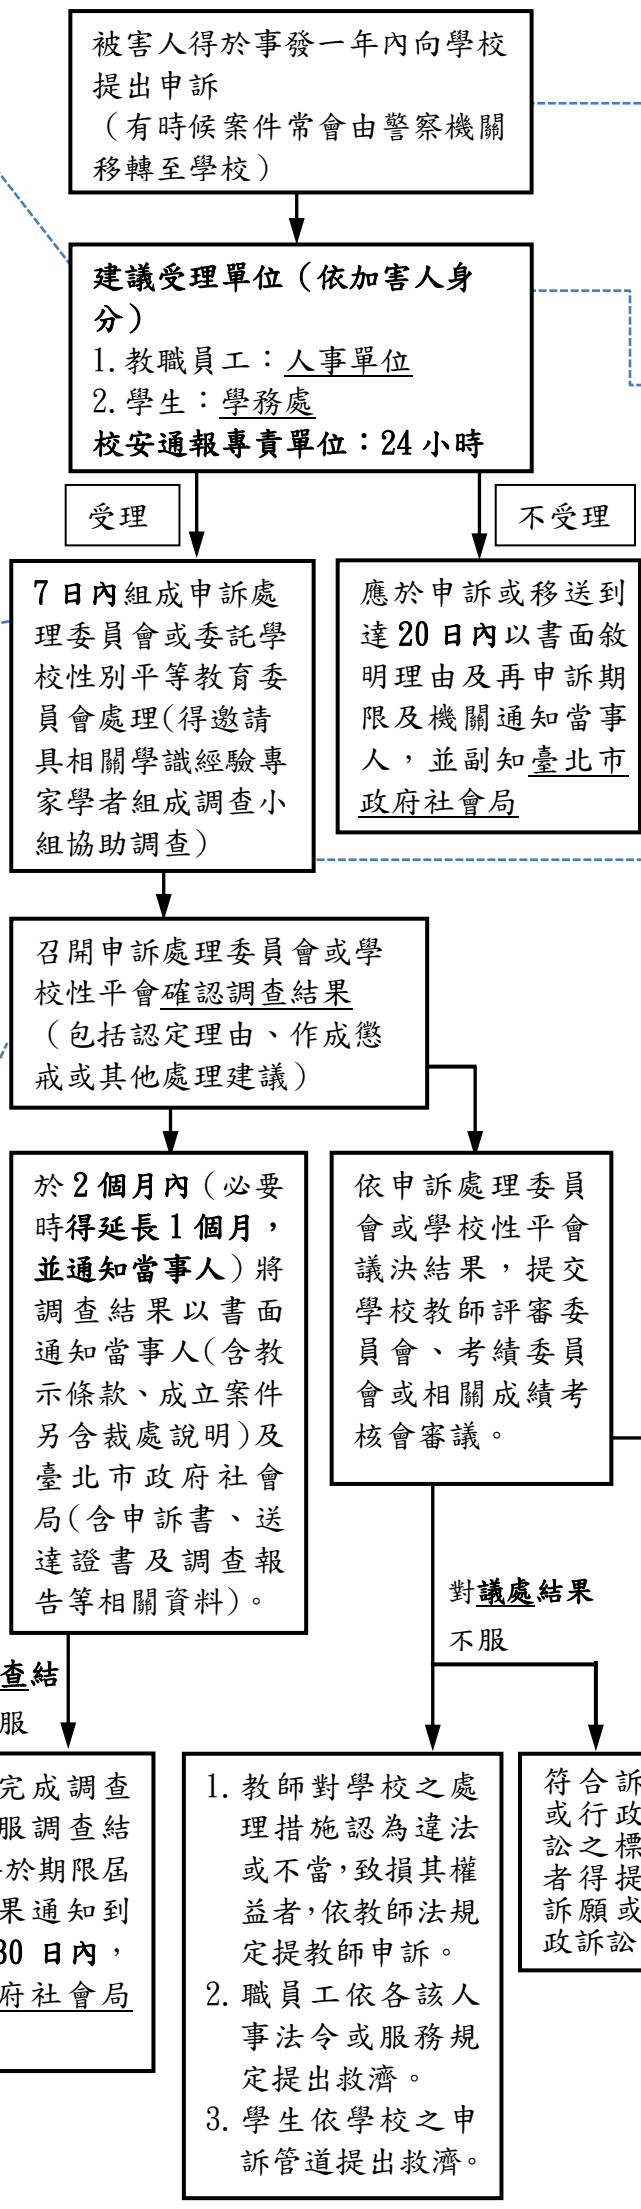 被害人得於事發一年內向學校
提出申訴
（有時候案件常會由警察機關
移轉至學校）
建議受理單位（依加害人身
分）
1.教職員工：人事單位
2.學生：學務處
校安通報專責單位：24 小時
受理
不受理
7 日內組成申訴處
理委員會或委託學
校性別平等教育委
員會處理(得邀請
具相關學識經驗專
家學者組成調查小
組協助調查)
應於申訴或移送到
達 20 日內以書面敘
明理由及再申訴期
限及機關通知當事
人，並副知臺北市
政府社會局
召開申訴處理委員會或學
校性平會確認調查結果
（包括認定理由、作成懲
戒或其他處理建議）
於 2 個月內（必要
時得延長 1 個月，
並通知當事人）將
調查結果以書面
通知當事人(含教
示條款、成立案件
另含裁處說明)及
臺北市政府社會
局(含申訴書、送
達證書及調查報
告等相關資料)。
依申訴處理委員
會或學校性平會
議決結果，提交
學校教師評審委
員會、考績委員
會或相關成績考
核會審議。
對議處結果
不服
查結
服
完成調查
服調查結
於期限屆
果通知到
30 日內，
府社會局
1. 教師對學校之處
理措施認為違法
或不當，致損其權
益者，依教師法規
定提教師申訴。
2. 職員工依各該人
事法令或服務規
定提出救濟。
3. 學生依學校之申
訴管道提出救濟。
符合訴
或行政
訟之標
者得提
訴願或
政訴訟